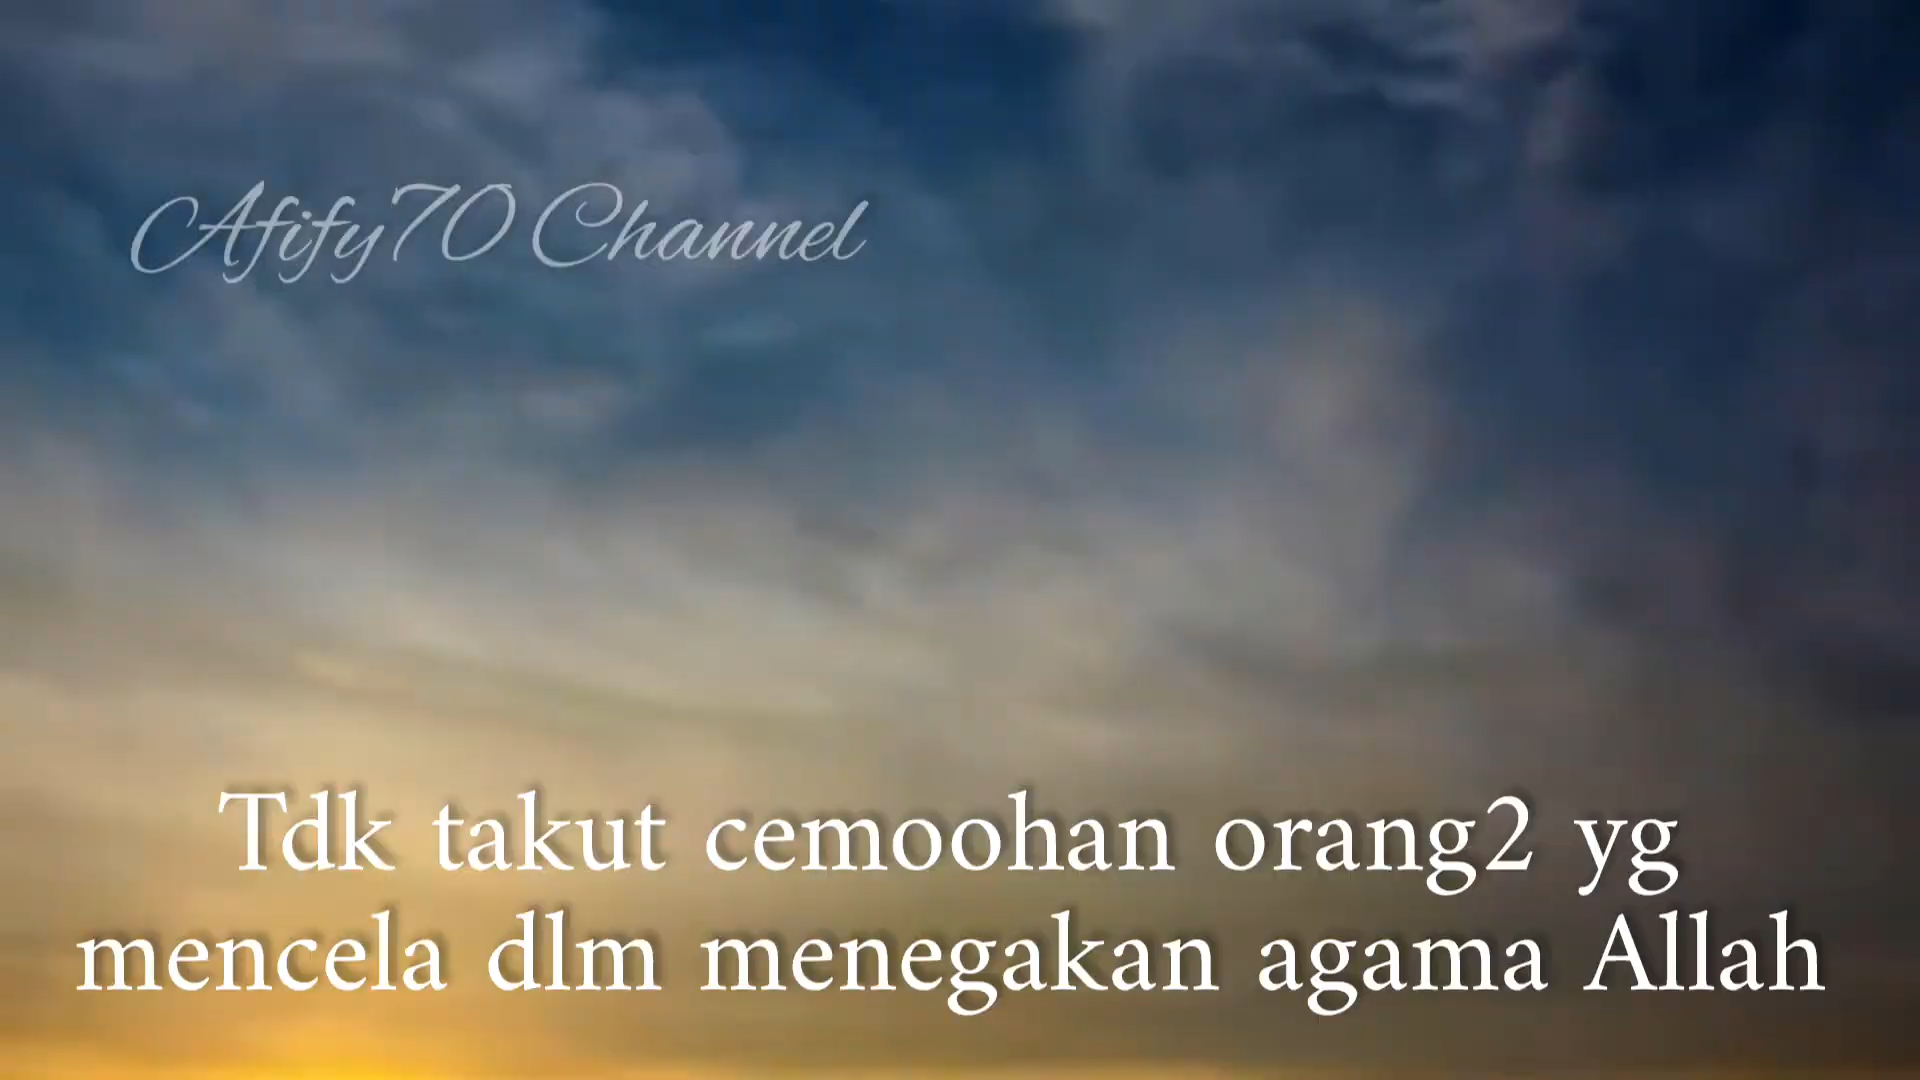 Afify70 Channel
Tdk takut cemoohan orang2 yg
mencela dlm menegakan agama Allah